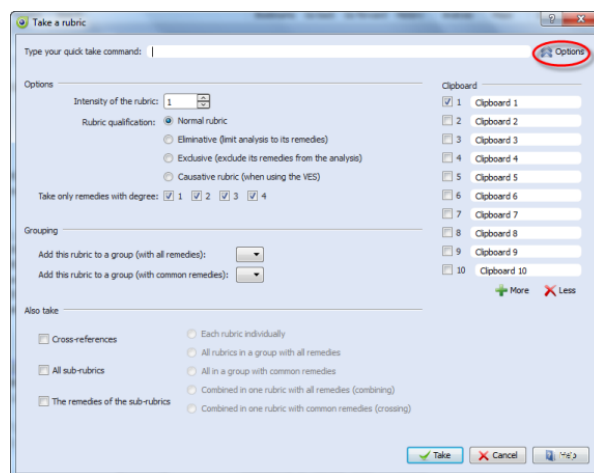 Take a rubric
Type your quick take command:
Options
Options
Intensity of the rubric: 1
Rubric qualification: Normal rubric
Eliminative (limit analysis to its remedies)
Exclusive (exclude its remedies from the analysis)
Causative rubric (when using the VES)
Take only remedies with degree: 1 2 3 4
Grouping
Add this rubric to a group (with all remedies):
Add this rubric to a group (with common remedies):
Also take
Cross-references
All sub-rubrics
The remedies of the sub-rubrics
Each rubric individually
All rubrics in a group with all remedies
All in a group with common remedies
Combined in one rubric with all remedies (combining)
Combined in one rubric with common remedies (crossing)
Clipboard
1 Clipboard 1
2 Clipboard 2
3 Clipboard 3
4 Clipboard 4
5 Clipboard 5
6 Clipboard 6
7 Clipboard 7
8 Clipboard 8
9 Clipboard 9
10 Clipboard 10
More Less
Take Cancel